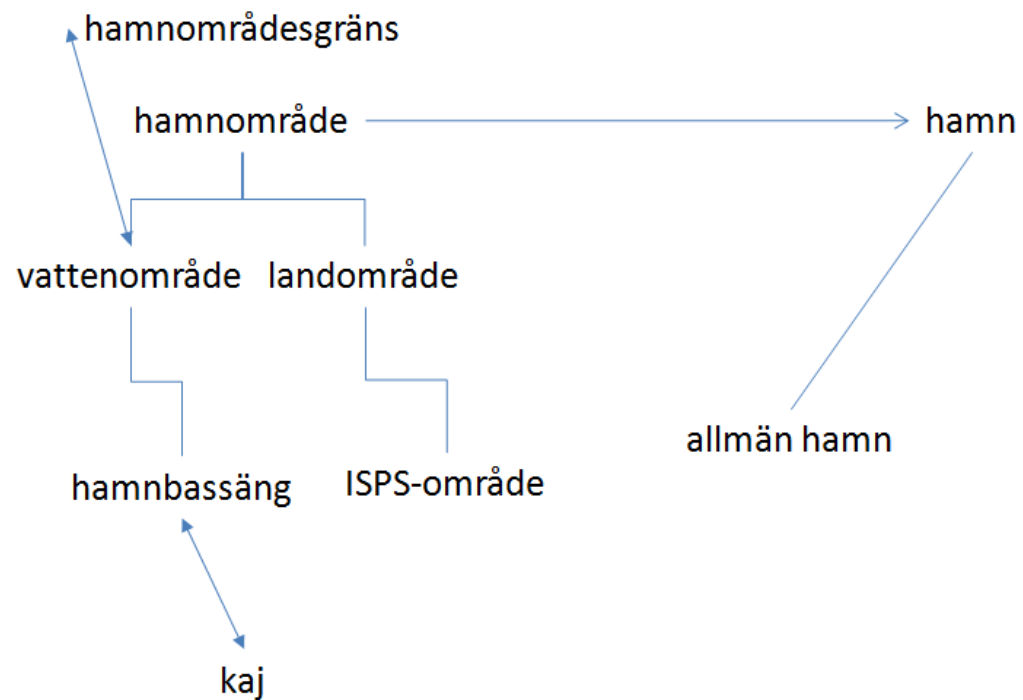 hamnområdesgräns
hamnområde
hamn
vattenområde
landområde
allmän hamn
hamnbassäng
ISPS-område
kaj